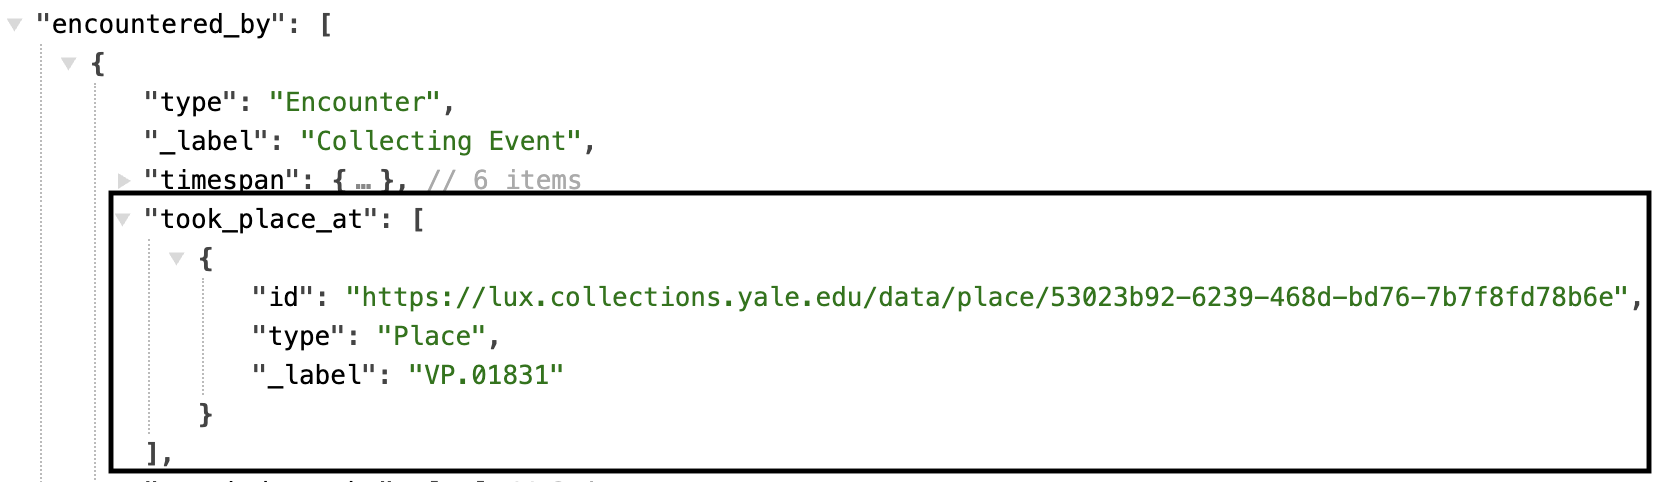 "encountered_by": [
{
"type": "Encounter",
"_label": "Collecting Event",
"timespan": { … }, // 6 items
"took_place_at": [
{
"id": "https://lux.collections.yale.edu/data/place/53023b92-6239-468d-bd76-7b7f8fd78b6e",
"type": "Place",
"_label": "VP.01831"
}
],